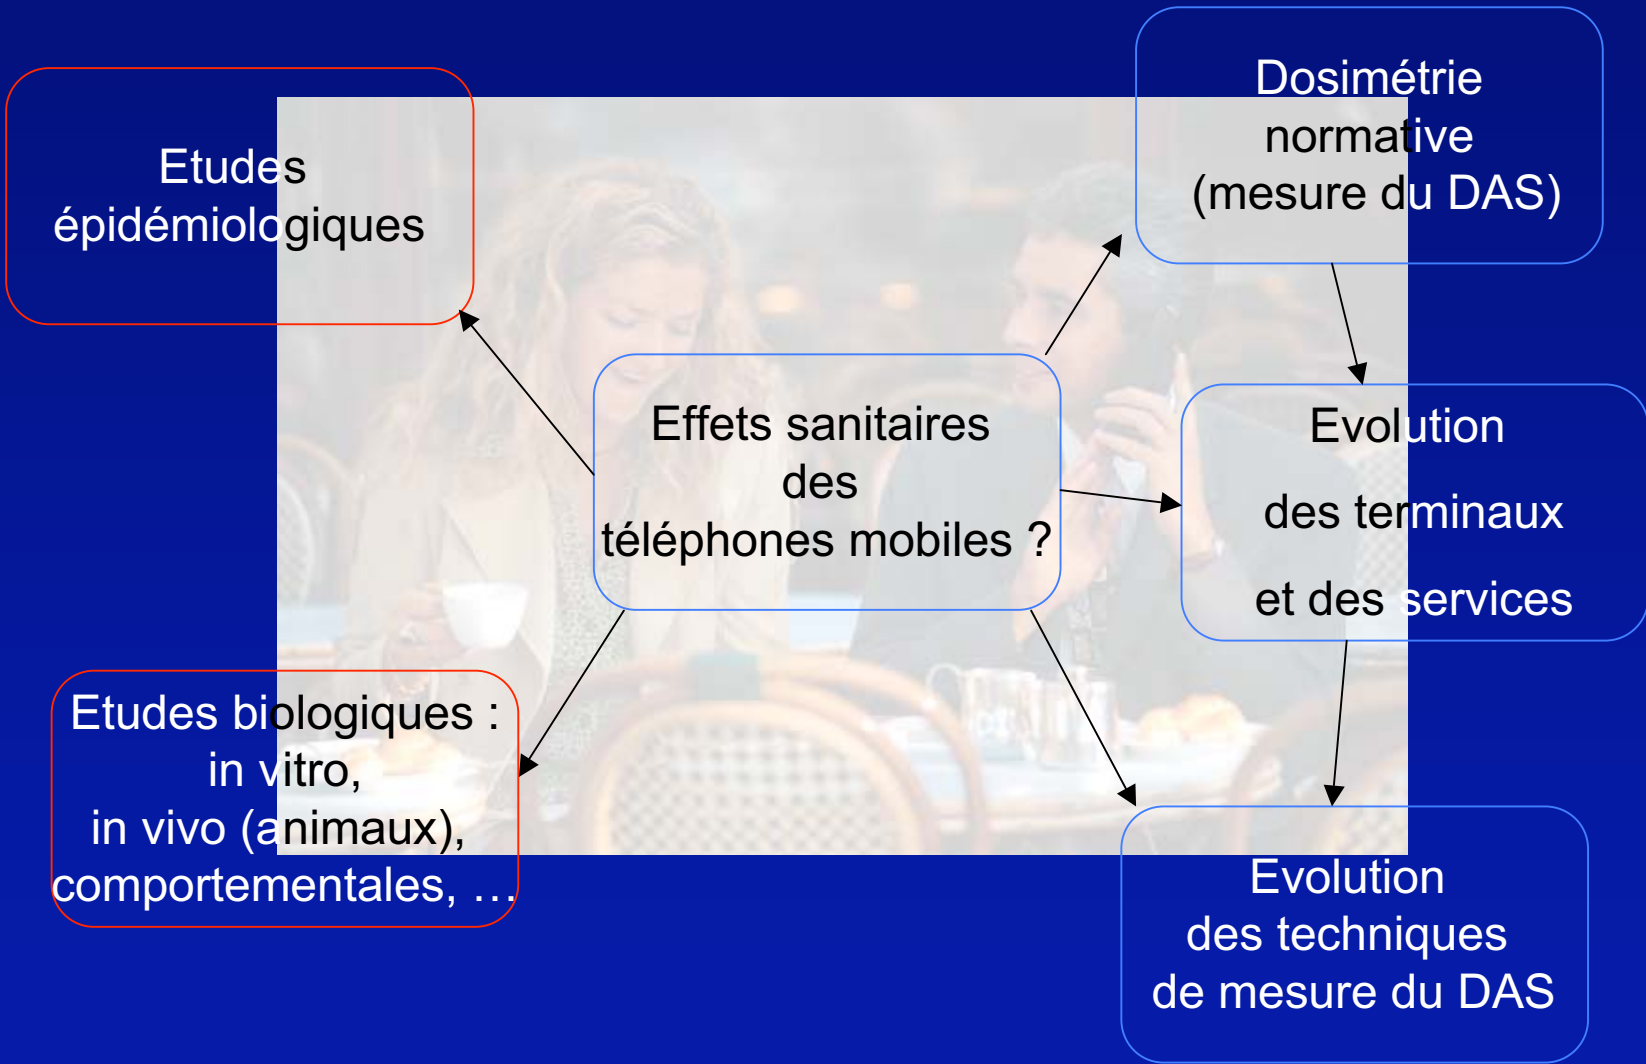 Etudes
épidémiologiques
Dosimétrie
normative
(mesure du DAS)
Effets sanitaires
des
téléphones mobiles ?
Evolution
des terminaux
et des services
Etudes biologiques :
in vitro,
in vivo (animaux),
comportementales, …
Evolution
des techniques
de mesure du DAS